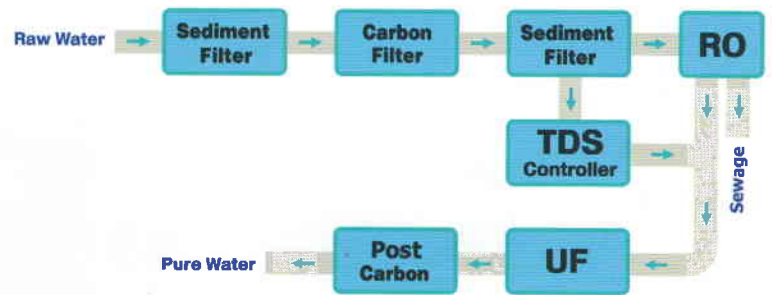 Raw Water
Sediment
Filter
Carbon
Filter
Sediment
Filter
RO
TDS
Controller
Sewage
Pure Water
Post
Carbon
UF